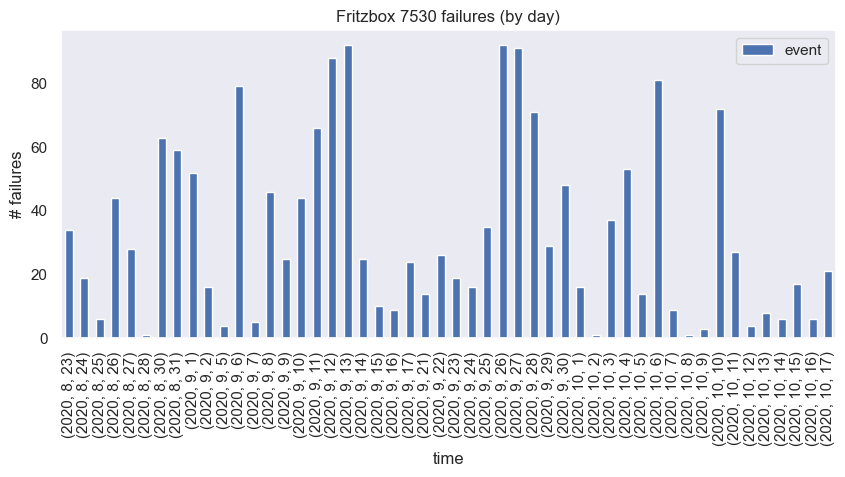 Fritzbox 7530 failures (by day)
event
# failures
80
60
40
20
0
(2020, 8, 23)
(2020, 8, 24)
(2020, 8, 25)
(2020, 8, 26)
(2020, 8, 27)
(2020, 8, 28)
(2020, 8, 30)
(2020, 8, 31)
(2020, 9, 1)
(2020, 9, 2)
(2020, 9, 5)
(2020, 9, 6)
(2020, 9, 7)
(2020, 9, 8)
(2020, 9, 9)
(2020, 9, 10)
(2020, 9, 11)
(2020, 9, 12)
(2020, 9, 13)
(2020, 9, 14)
(2020, 9, 15)
(2020, 9, 16)
(2020, 9, 17)
(2020, 9, 21)
(2020, 9, 22)
(2020, 9, 23)
(2020, 9, 24)
(2020, 9, 25)
(2020, 9, 26)
(2020, 9, 27)
(2020, 9, 28)
(2020, 9, 29)
(2020, 9, 30)
(2020, 10, 1)
(2020, 10, 2)
(2020, 10, 3)
(2020, 10, 4)
(2020, 10, 5)
(2020, 10, 6)
(2020, 10, 7)
(2020, 10, 8)
(2020, 10, 9)
(2020, 10, 10)
(2020, 10, 11)
(2020, 10, 12)
(2020, 10, 13)
(2020, 10, 14)
(2020, 10, 15)
(2020, 10, 16)
(2020, 10, 17)
time